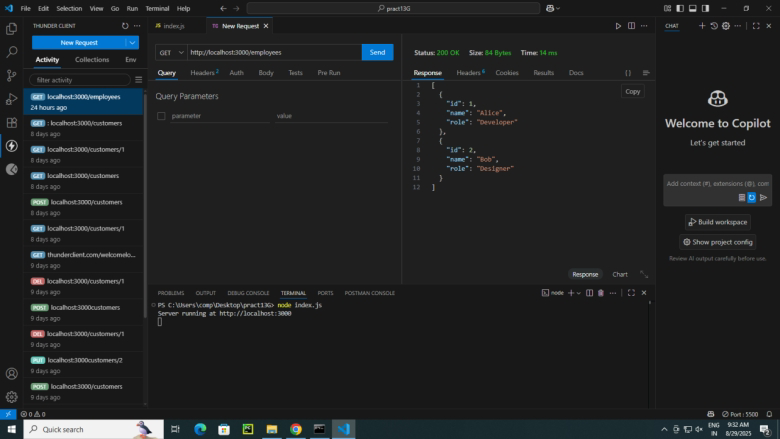 File Edit Selection View Go Run Terminal Help
pract13G
THUNDER CLIENT
New Request
Activity Collections Env
filter activity
GET localhost:3000/employees
24 hours ago
GET : localhost:3000/customers
8 days ago
GET localhost:3000/customers/1
8 days ago
GET localhost:3000/customers
8 days ago
POST localhost:3000/customers
8 days ago
GET localhost:3000/customers/1
8 days ago
GET thunderclient.com/welcomelo...
9 days ago
DEL localhost:3000/customers/1
9 days ago
POST localhost:3000customers
9 days ago
DEL localhost:3000/customers/1
9 days ago
PUT localhost:3000customers/2
9 days ago
POST localhost:3000/customers
9 days ago
JS index.js
TC New Request
GET http://localhost:3000/employees Send
Query Headers 2 Auth Body Tests Pre Run
Query Parameters
parameter value
Status: 200 OK Size: 84 Bytes Time: 14 ms
Response Headers 6 Cookies Results Docs { }
Copy
1 [
2 {
3 "id": 1,
4 "name": "Alice",
5 "role": "Developer"
6 },
7 {
8 "id": 2,
9 "name": "Bob",
10 "role": "Designer"
11 }
12 ]
Response Chart
PROBLEMS OUTPUT DEBUG CONSOLE TERMINAL PORTS POSTMAN CONSOLE
node
PS C:\Users\comp\Desktop\pract13G> node index.js
Server running at http://localhost:3000
CHAT
Welcome to Copilot
Let's get started
Add context (#), extensions (@), com
Build workspace
Show project config
Review AI output carefully before use.
0 0
Port : 5500
Quick search
ENG
IN
9:32 AM
8/29/2025
2